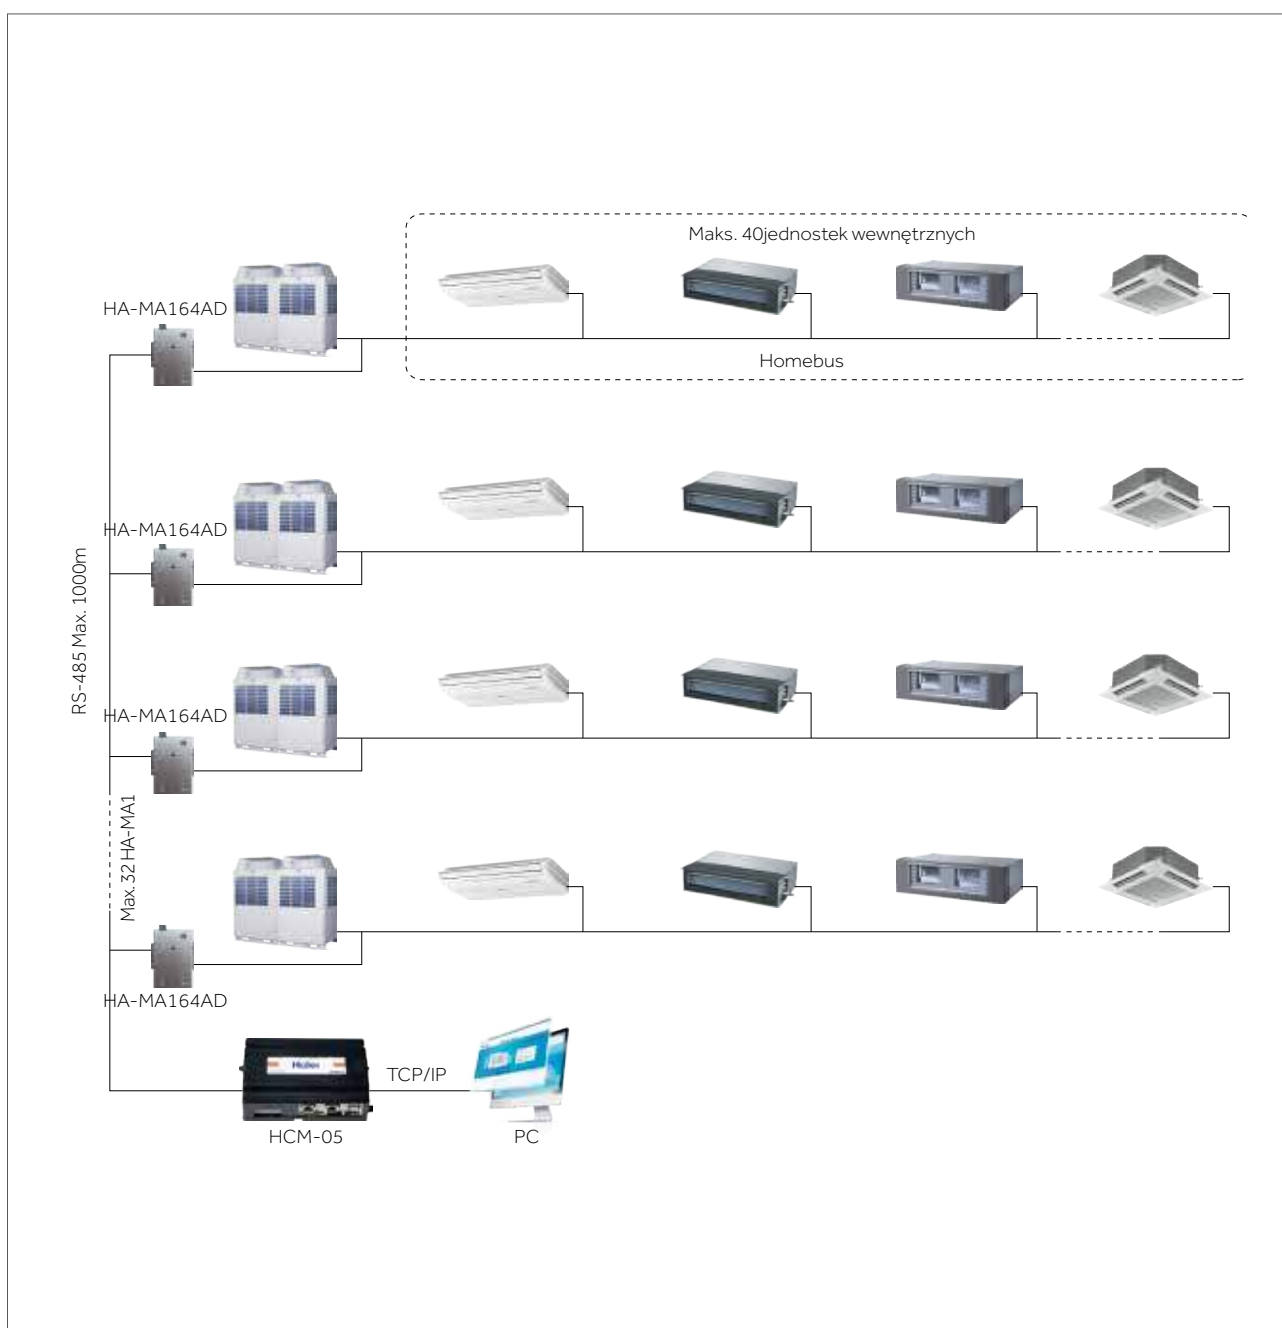 Maks. 40jednostek wewnętrznych
HA-MA164AD
Homebus
HA-MA164AD
RS-485 Max. 1000m
HA-MA164AD
Max.32 HA-MA1
HA-MA164AD
Haier
TCP/IP
HCM-05
PC